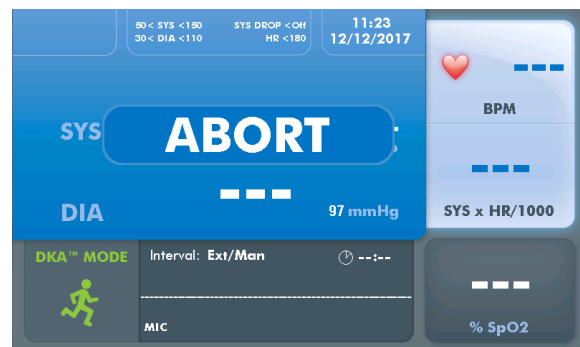 50< SYS <150 SYS DROP <Off
30< DIA <110 HR <180
11:23
12/12/2017
---
BPM
SYS
ABORT
---
DIA
---
97 mmHg
SYS x HR/1000
DKA™ MODE
Interval: Ext/Man
--:--
MIC
---
% SpO2